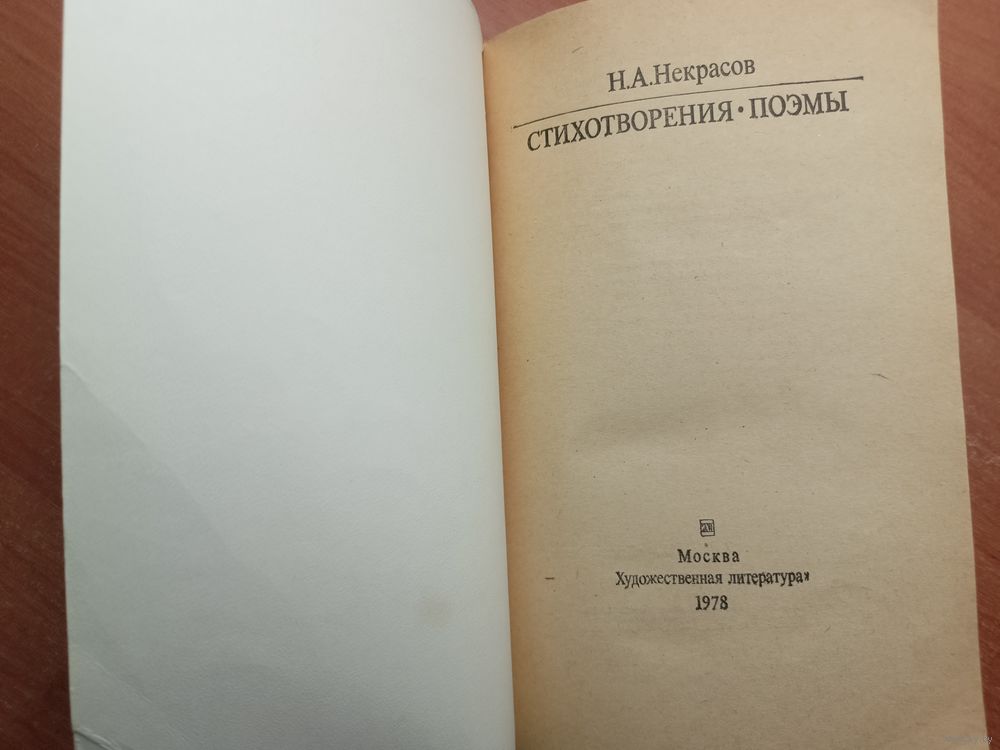 Н.А.Некрасов
СТИХОТВОРЕНИЯ • ПОЭМЫ
Москва
Художественная литература»
1978